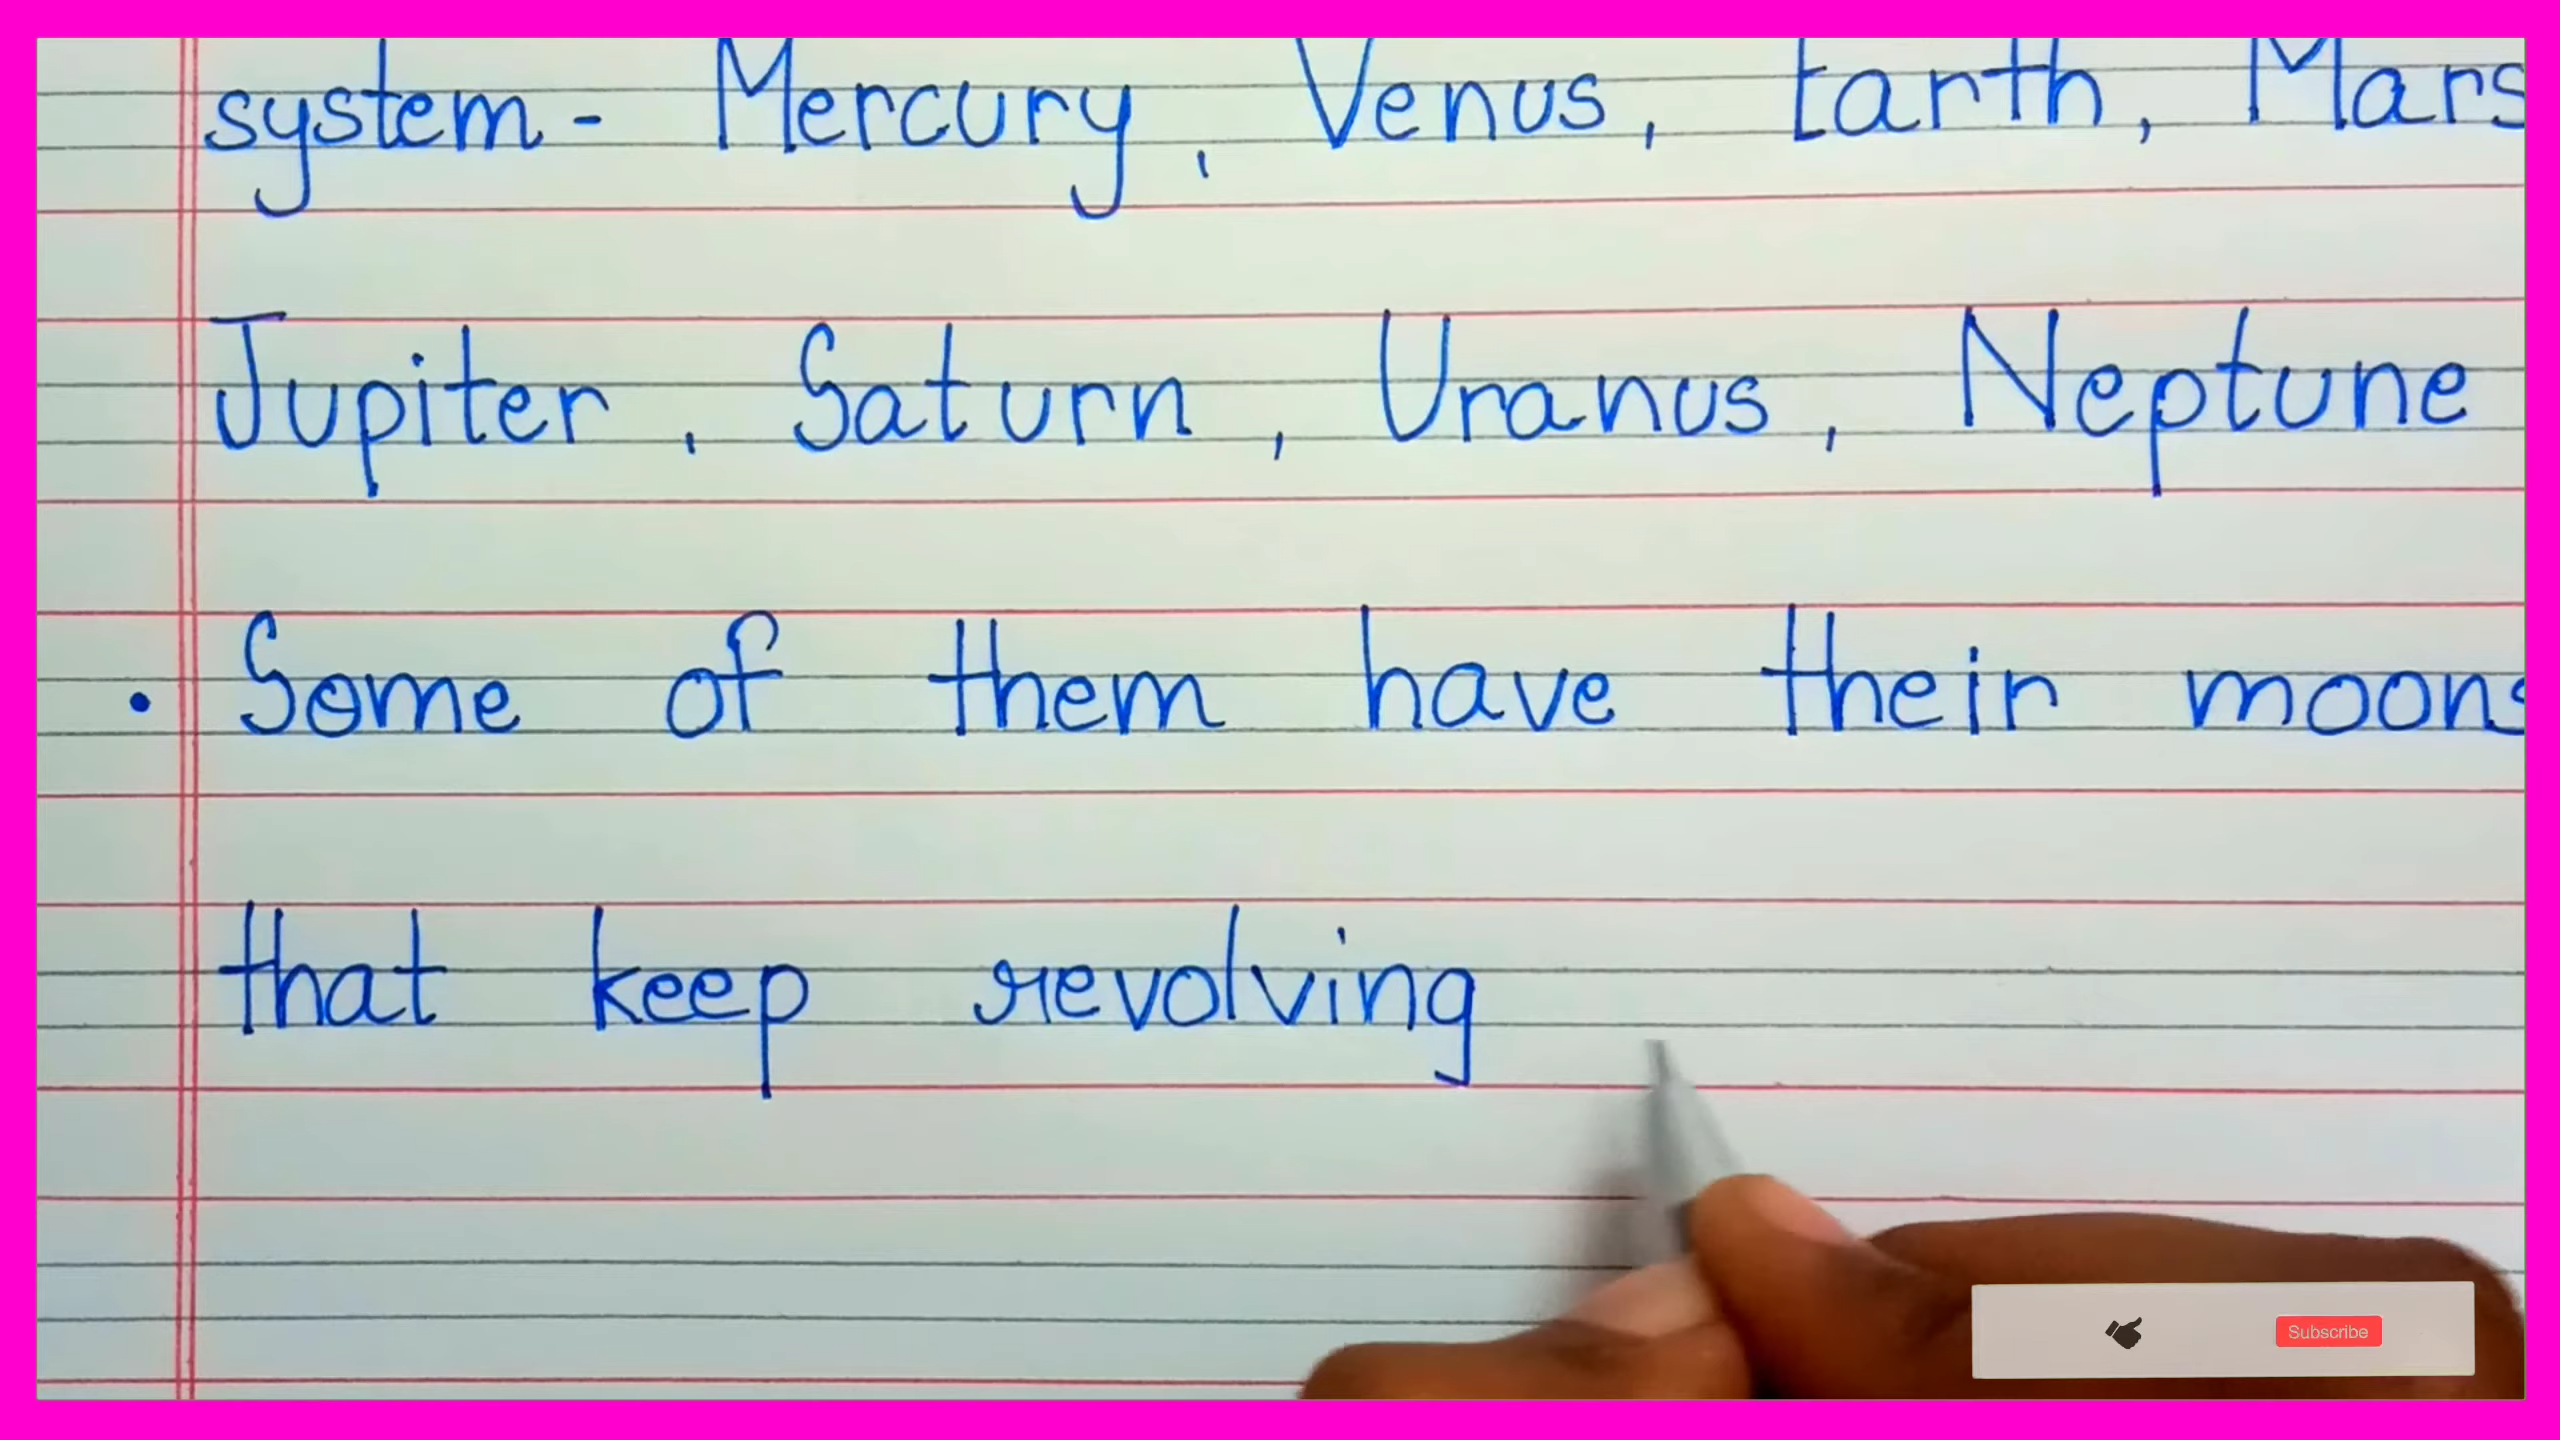 system - Mercury, Venus, Earth, Mars
Jupiter, Saturn, Uranus, Neptune
• Some of them have their moons
that keep revolving
Subscribe